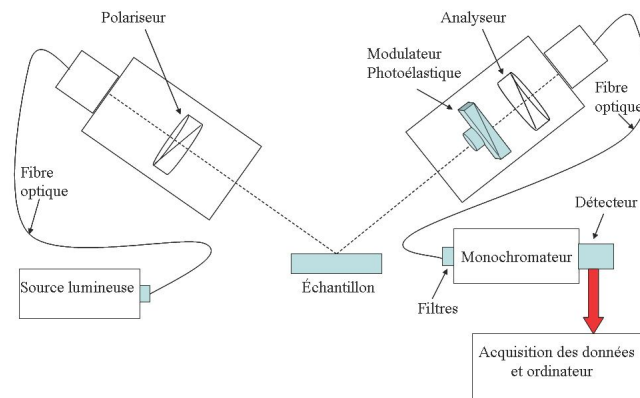 Polariseur
Analyseur
Modulateur
Photoélastique
Fibre
optique
Fibre
optique
Détecteur
Source lumineuse
Échantillon
Filtres
Monochromateur
Acquisition des données
et ordinateur